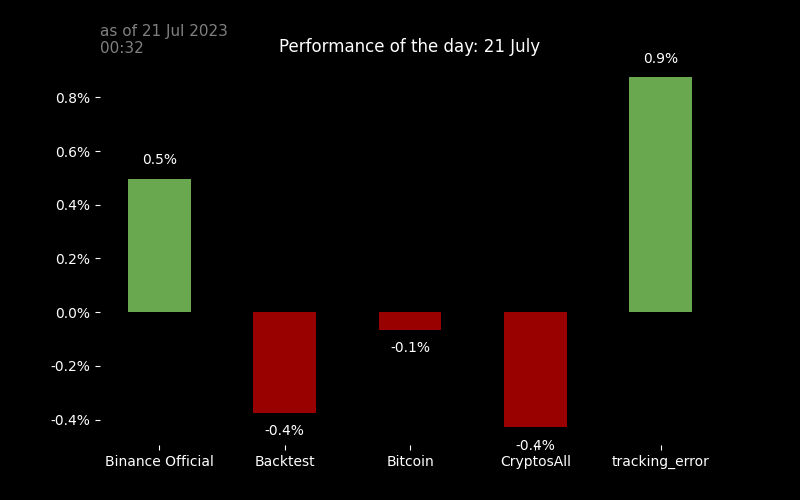 as of 21 Jul 2023
00:32
Performance of the day: 21 July
0.9%
0.8%
0.6%
0.5%
0.4%
0.2%
0.0%
-0.1%
-0.2%
-0.4%
-0.4%
-0.4%
Binance Official
Backtest
Bitcoin
CryptosAll
tracking_error